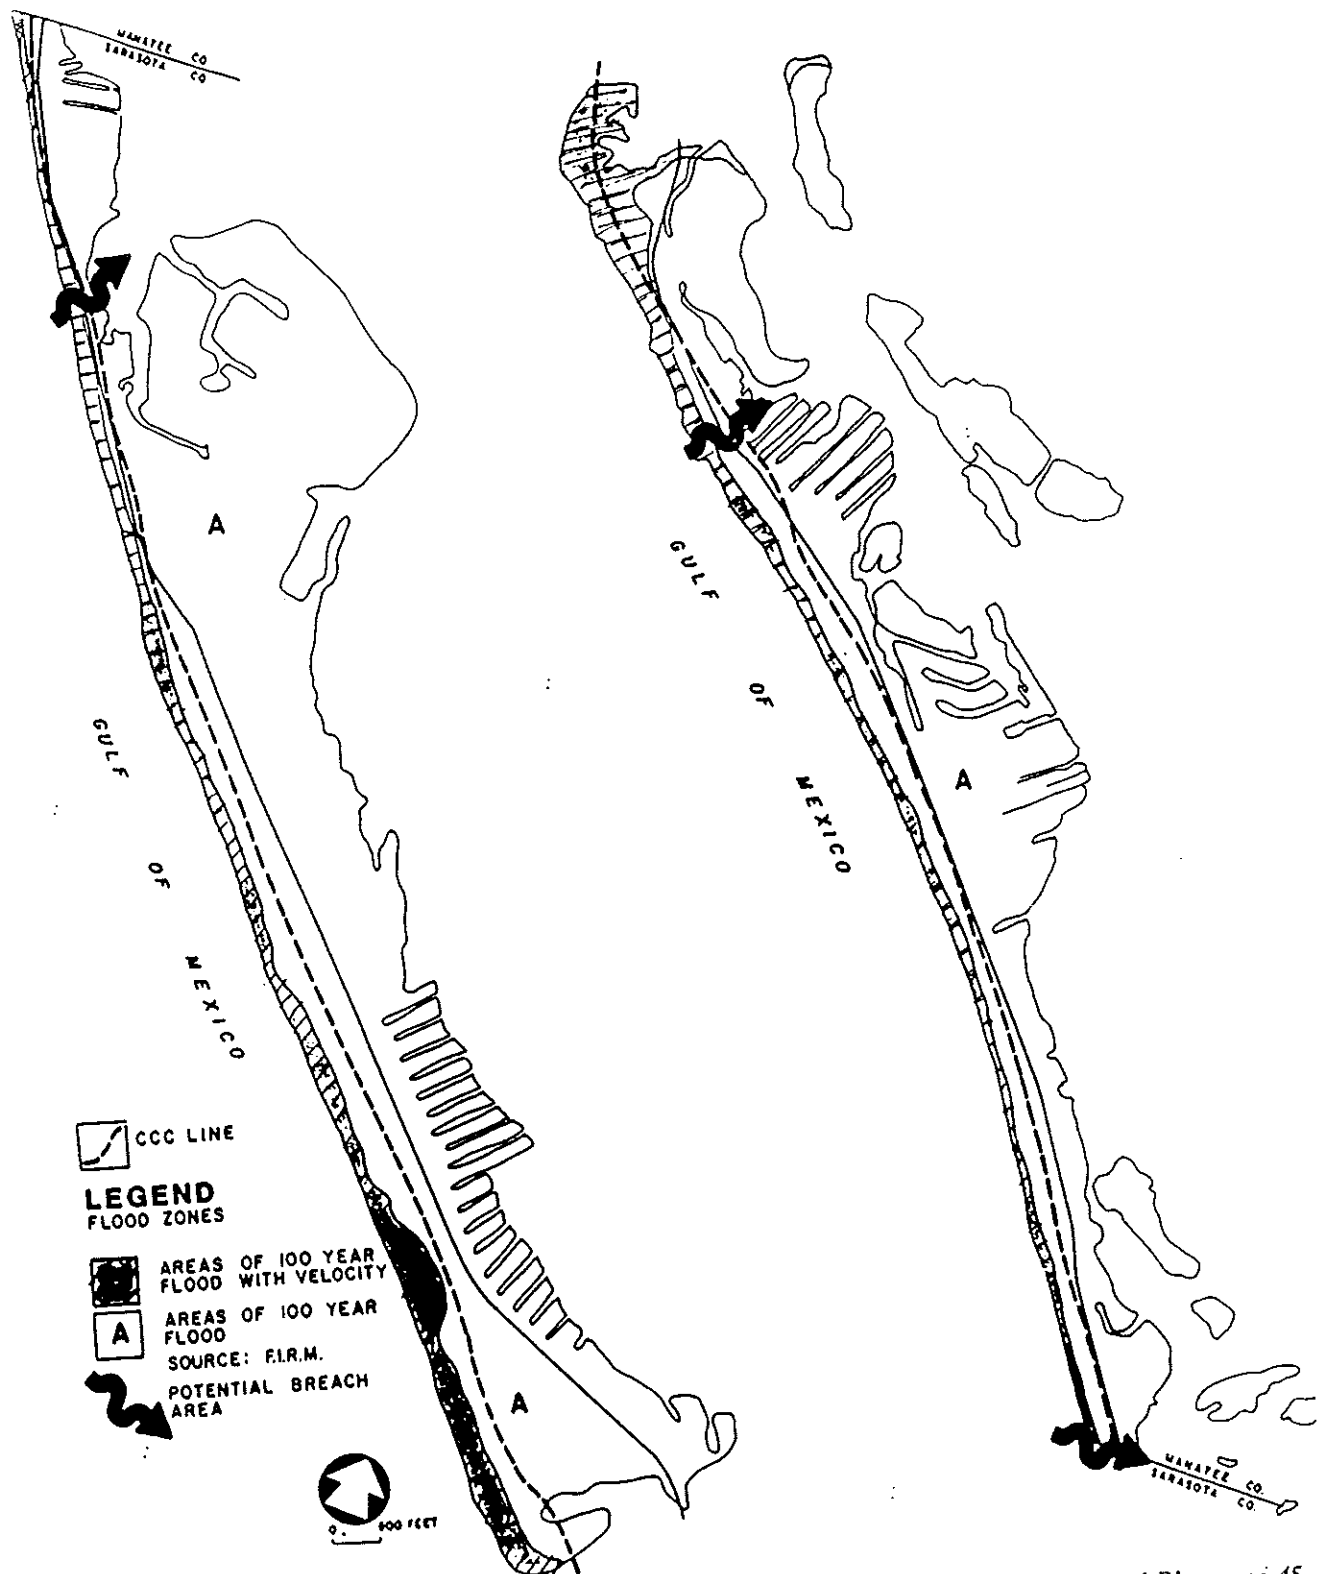 MANATEE CO
SARASOTA CO
A
GULF
OF
MEXICO
CCC LINE
LEGEND
FLOOD ZONES
AREAS OF 100 YEAR
FLOOD WITH VELOCITY
A
AREAS OF 100 YEAR
FLOOD
SOURCE: F.I.R.M.
POTENTIAL BREACH
AREA
A
GULF
OF
MEXICO
A
MANATEE CO.
SARASOTA CO.